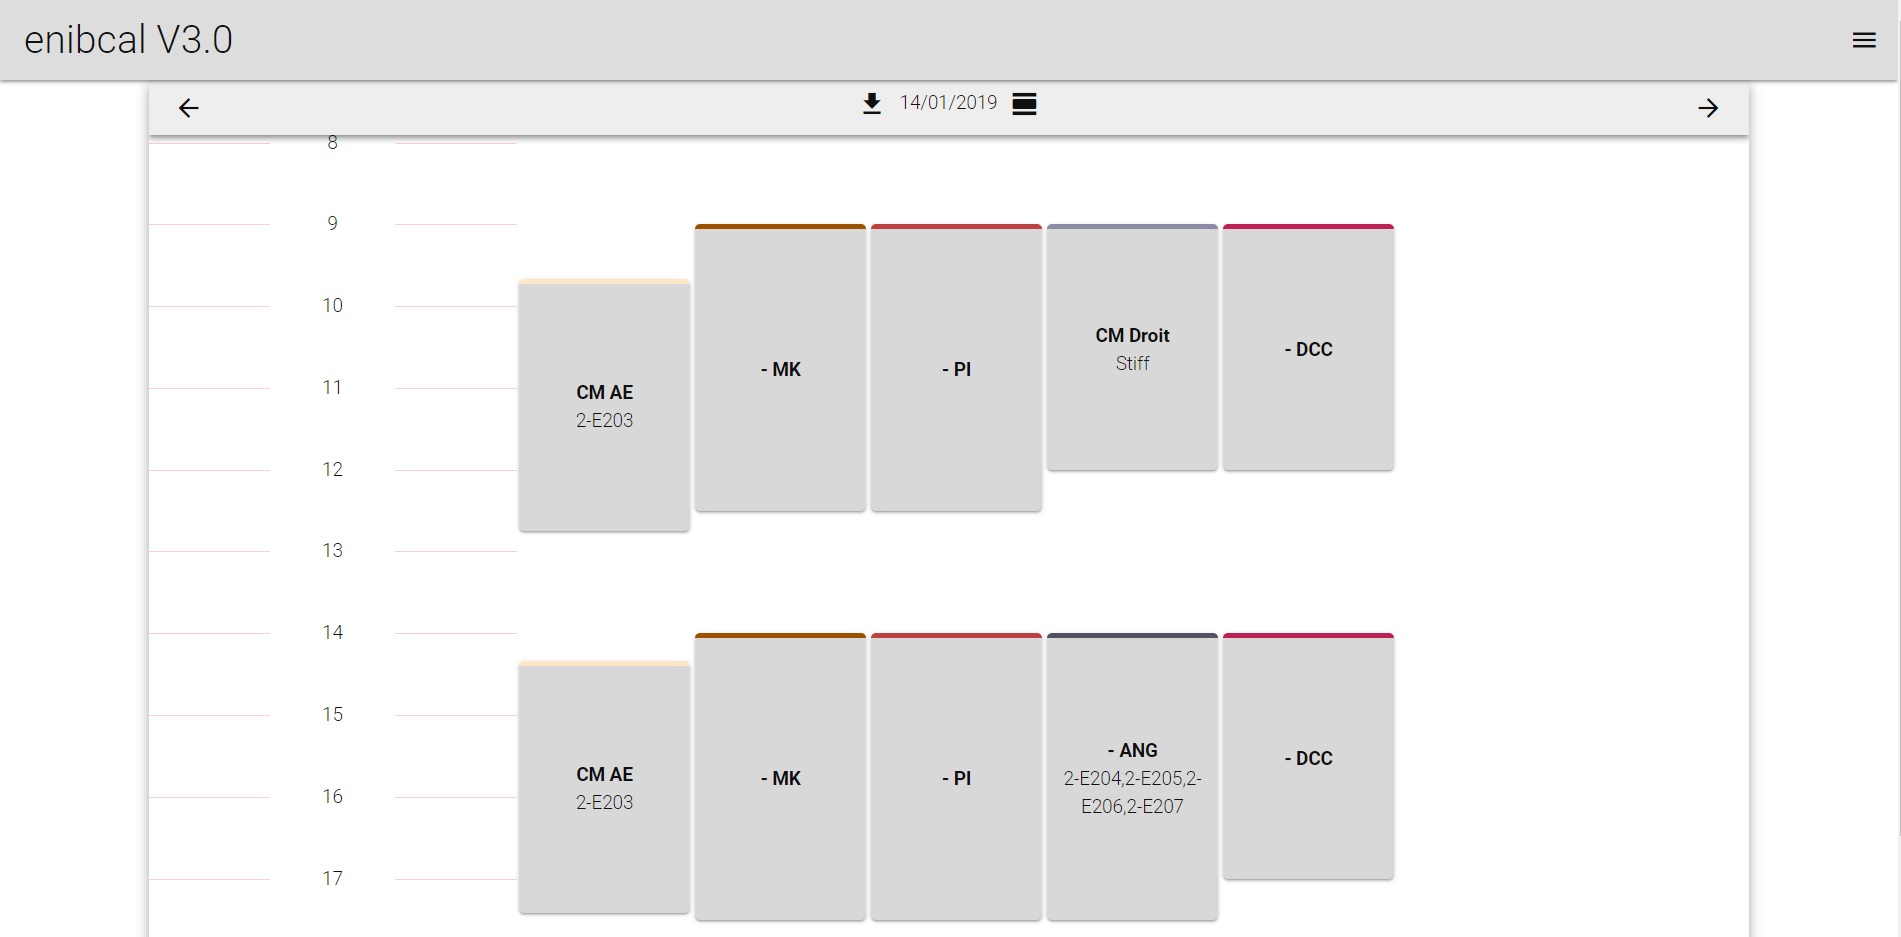 enibcal V3.0
14/01/2019
8
9
10
11
12
13
14
15
16
17
CM AE
2-E203
- MK
- PI
CM Droit
Stiff
- DCC
CM AE
2-E203
- MK
- PI
- ANG
2-E204,2-E205,2-
E206,2-E207
- DCC